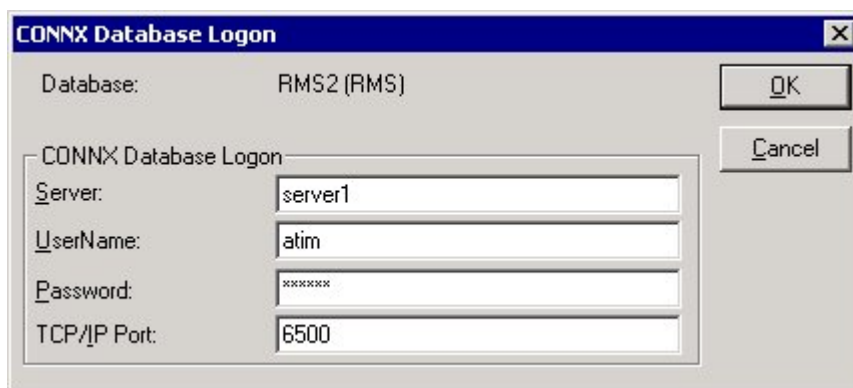 CONNX Database Logon
Database: RMS2 (RMS)
OK
Cancel
CONNX Database Logon
Server: server1
UserName: atim
Password: ******
TCP/IP Port: 6500